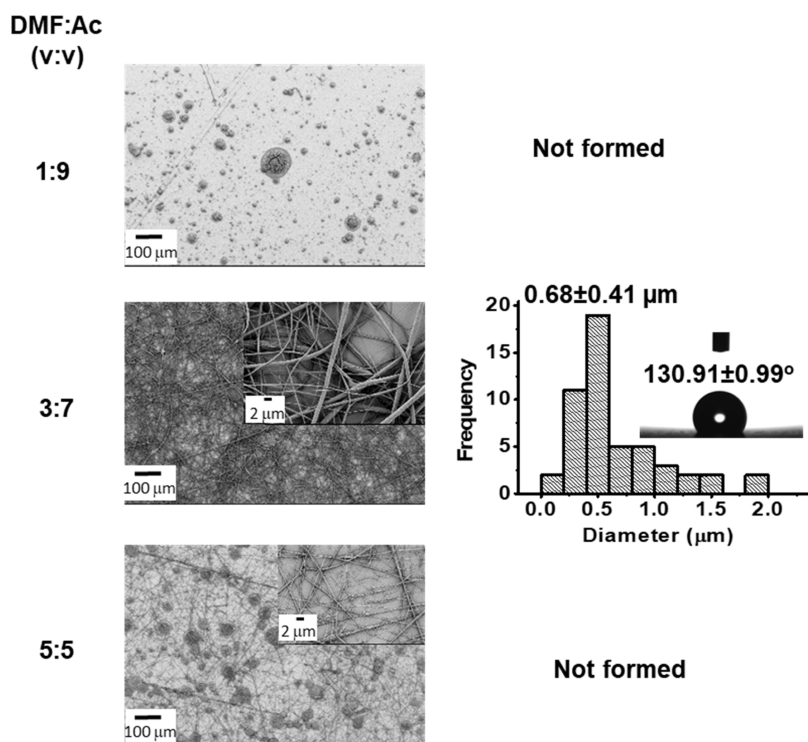 DMF:Ac
(v:v)
1:9
100 μm
Not formed
3:7
2 μm
100 μm
0.68±0.41 μm
130.91±0.99º
Frequency
20
15
10
5
0
0.0 0.5 1.0 1.5 2.0
Diameter (μm)
5:5
2 μm
100 μm
Not formed